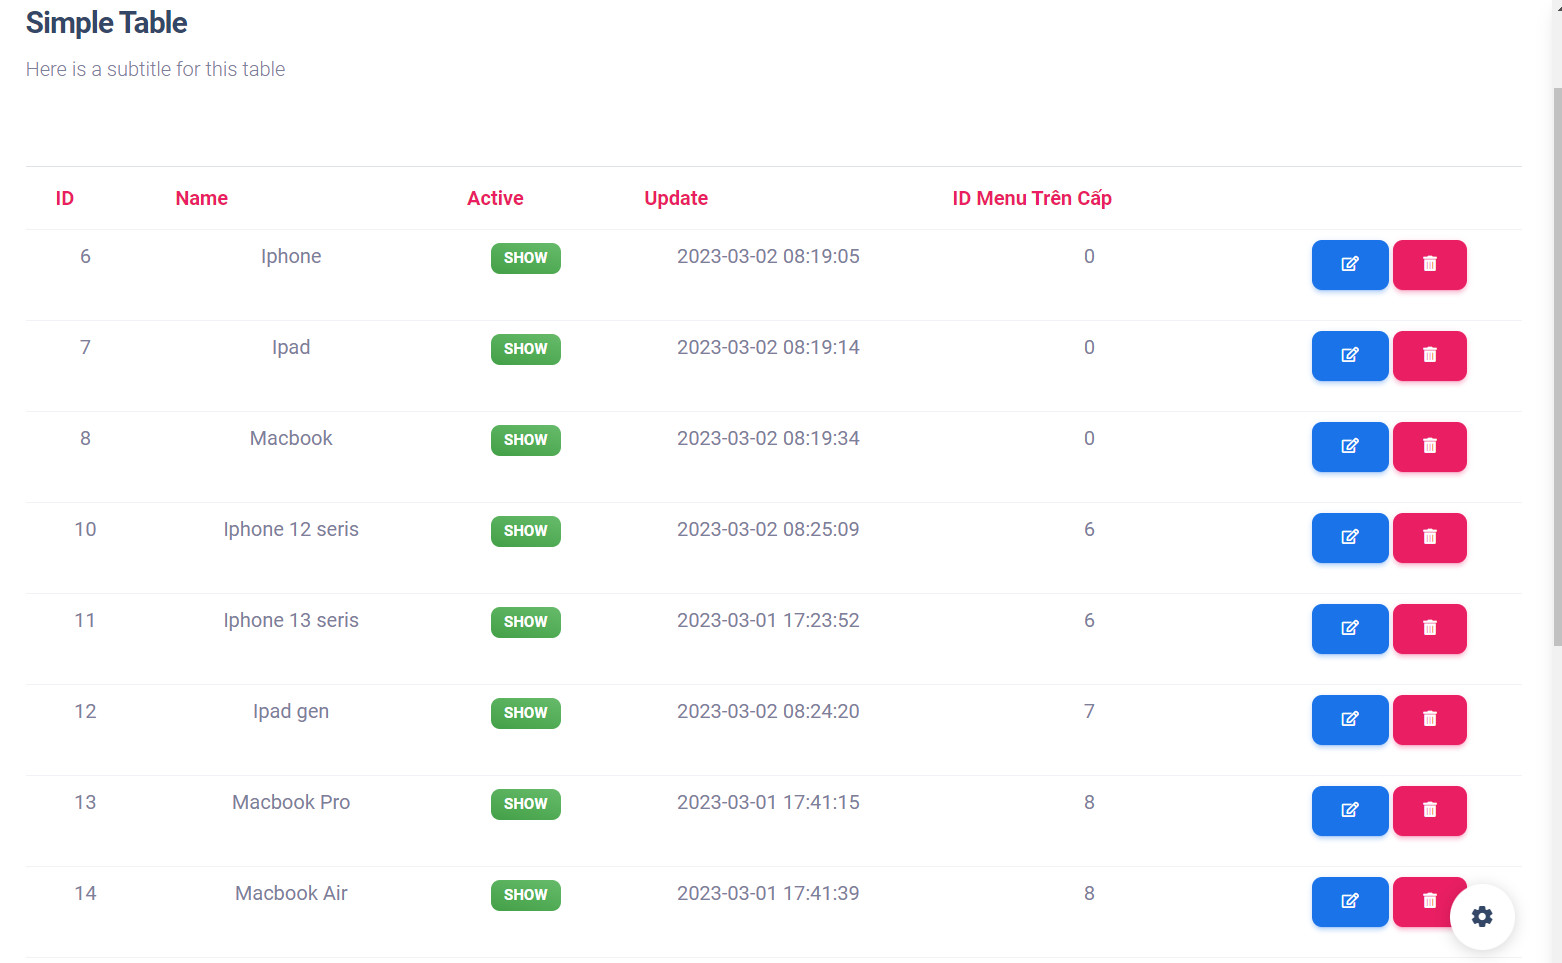 Simple Table
Here is a subtitle for this table
ID Name Active Update ID Menu Trên Cấp
6 Iphone SHOW 2023-03-02 08:19:05 0
7 Ipad SHOW 2023-03-02 08:19:14 0
8 Macbook SHOW 2023-03-02 08:19:34 0
10 Iphone 12 seris SHOW 2023-03-02 08:25:09 6
11 Iphone 13 seris SHOW 2023-03-01 17:23:52 6
12 Ipad gen SHOW 2023-03-02 08:24:20 7
13 Macbook Pro SHOW 2023-03-01 17:41:15 8
14 Macbook Air SHOW 2023-03-01 17:41:39 8